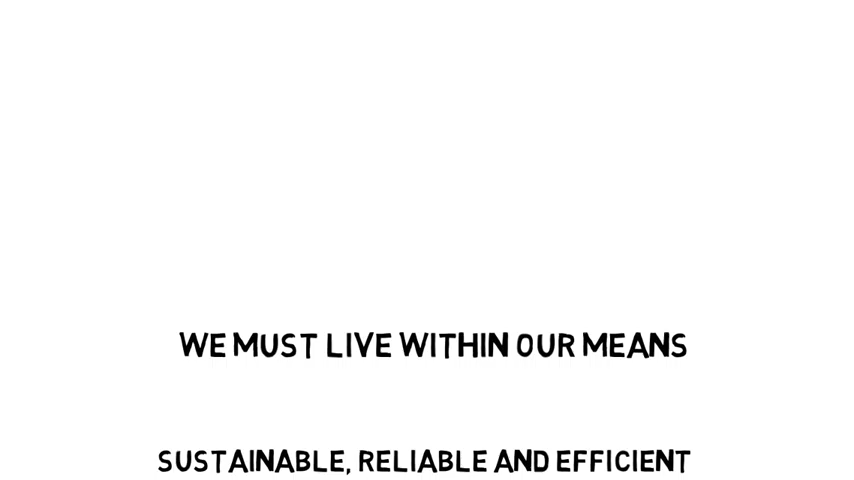 WE MUST LIVE WITHIN OUR MEANS
SUSTAINABLE, RELIABLE AND EFFICIENT